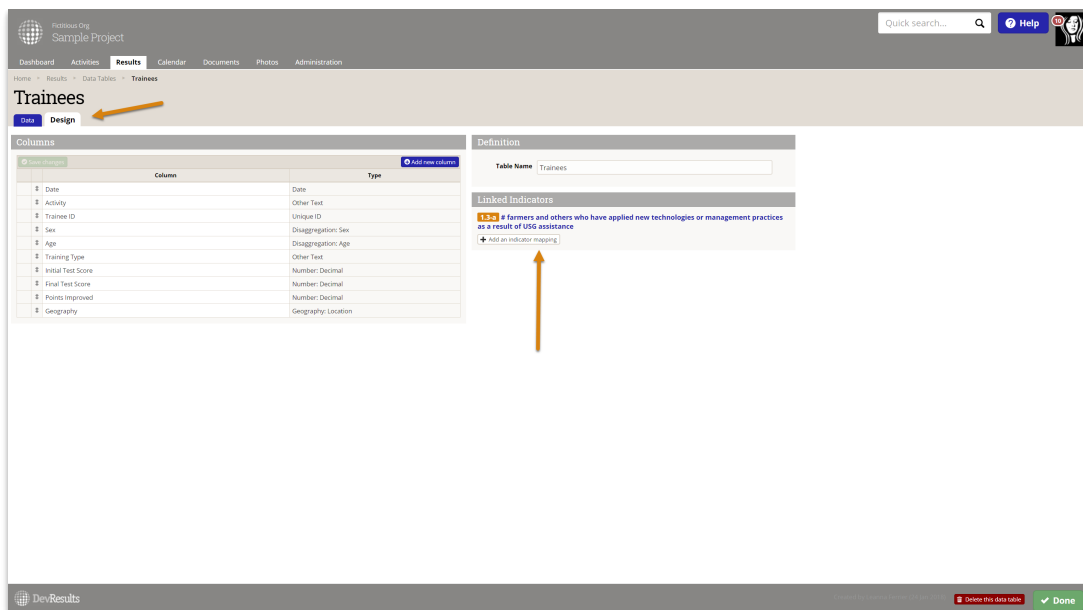 Fictitious Org
Sample Project
Quick search...
Help
10
Dashboard Activities Results Calendar Documents Photos Administration
Home Results Data Tables Trainees
Trainees
Data Design
Columns
Save changes Add new column
Column Type
Date Date
Activity Other Text
Trainee ID Unique ID
Sex Disaggregation: Sex
Age Disaggregation: Age
Training Type Other Text
Initial Test Score Number: Decimal
Final Test Score Number: Decimal
Points Improved Number: Decimal
Geography Geography: Location
Definition
Table Name Trainees
Linked Indicators
1.3-a # farmers and others who have applied new technologies or management practices
as a result of USG assistance
Add an indicator mapping
DevResults
Delete this data table
Done